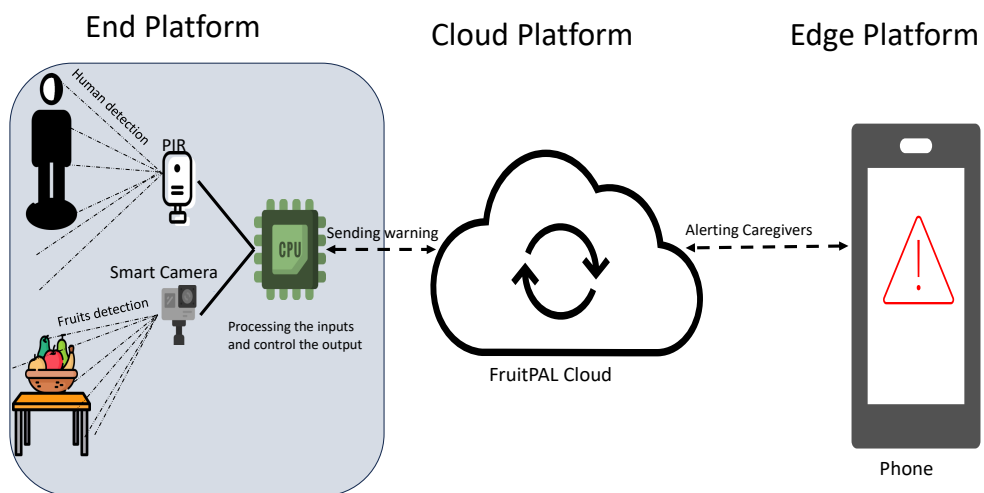 End Platform
Cloud Platform
Edge Platform
Human detection
PIR
CPU
Sending warning
Alerting Caregivers
Smart Camera
Fruits detection
Processing the inputs
and control the output
FruitPAL Cloud
Phone